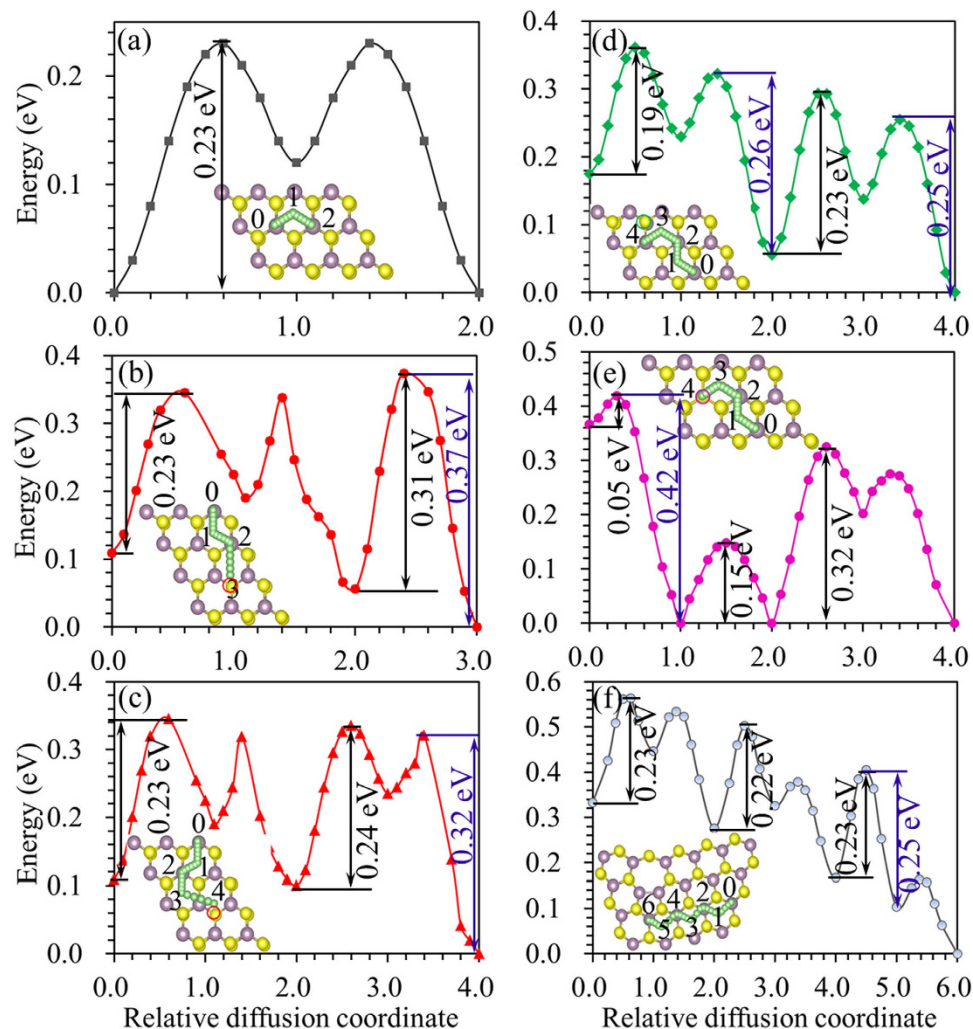 (a)
Energy (eV)
0.2
0.1
0.0
0.23 eV
0 1 2
0.0 1.0 2.0
(b)
Energy (eV)
0.4
0.3
0.2
0.1
0.0
0.23 eV
0.31 eV
0.37 eV
0
1 2
3
0.0 1.0 2.0 3.0
(c)
Energy (eV)
0.4
0.3
0.2
0.1
0.0
0.23 eV
0.24 eV
0.32 eV
0
2 1
3 4
0.0 1.0 2.0 3.0 4.0
Relative diffusion coordinate
(d)
0.4
0.3
0.2
0.1
0.0
0.19 eV
0.26 eV
0.23 eV
0.25 eV
3
4 2
1 0
0.0 1.0 2.0 3.0 4.0
(e)
0.5
0.4
0.3
0.2
0.1
0.0
0.05 eV
0.42 eV
0.15 eV
0.32 eV
3
4 2
1 0
0.0 1.0 2.0 3.0 4.0
(f)
0.6
0.5
0.4
0.3
0.2
0.1
0.0
0.23 eV
0.22 eV
0.23 eV
0.25 eV
6 4 2 0
5 3 1
0.0 1.0 2.0 3.0 4.0 5.0 6.0
Relative diffusion coordinate